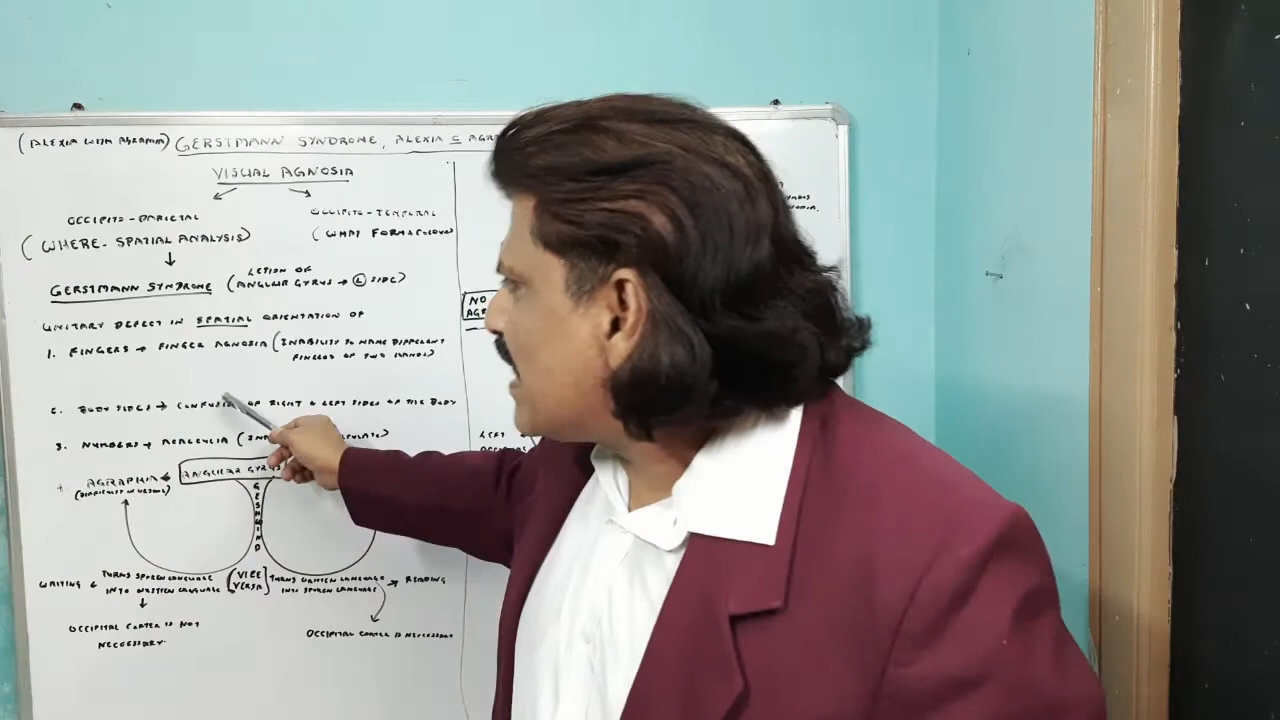 (ALEXIA WITH AGRAPHIA) GERSTMANN SYNDROME, ALEXIA C AGR
VISUAL AGNOSIA
OCCIPITO-PARIETAL
(WHERE-SPATIAL ANALYSIS)
OCCIPITO-TEMPORAL
(WHAT FORM & COLOUR)
GERSTMANN SYNDROME (LETION OF
ANGULAR GYRUS → L SIDE)
UNITARY DEFECT IN SPATIAL ORIENTATION OF
1. FINGERS → FINGER AGNOSIA (INABILITY TO NAME DIFFERENT
FINGERS OF TWO HANDS)
2. BODY SIDES → CONFUSION OF RIGHT & LEFT SIDES OF THE BODY
3. NUMBERS → ACALCULIA
+ AGRAPHIA
(DIFFICULTY IN WRITING)
ANGULAR GYRUS
GESHWIND
WRITING ← TURNS SPOKEN LANGUAGE
INTO WRITTEN LANGUAGE
(VICE
VERSA)
TURNS WRITTEN LANGUAGE
INTO SPOKEN LANGUAGE → READING
OCCIPITAL CORTEX IS NOT
NECESSARY.
OCCIPITAL CORTEX IS NECESSARY
NO
AGR
LEFT